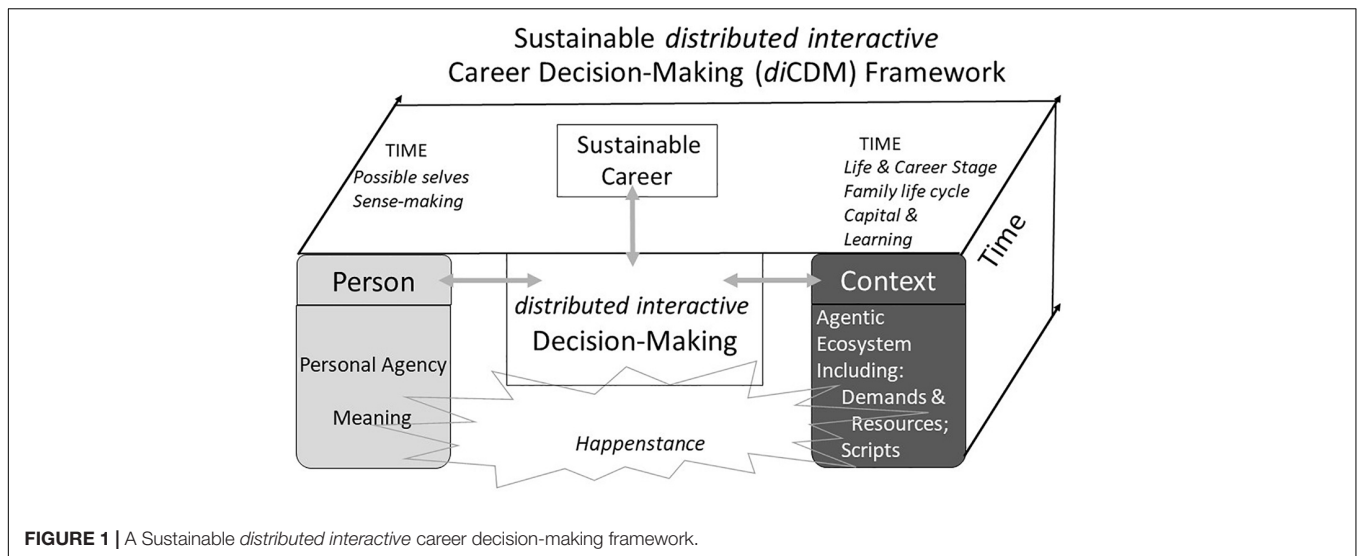 Sustainable distributed interactive
Career Decision-Making (diCDM) Framework
TIME
Possible selves
Sense-making
Sustainable
Career
TIME
Life & Career Stage
Family life cycle
Capital &
Learning
Time
Person
Personal Agency
Meaning
distributed interactive
Decision-Making
Happenstance
Context
Agentic
Ecosystem
Including:
Demands &
Resources;
Scripts
FIGURE 1 | A Sustainable distributed interactive career decision-making framework.